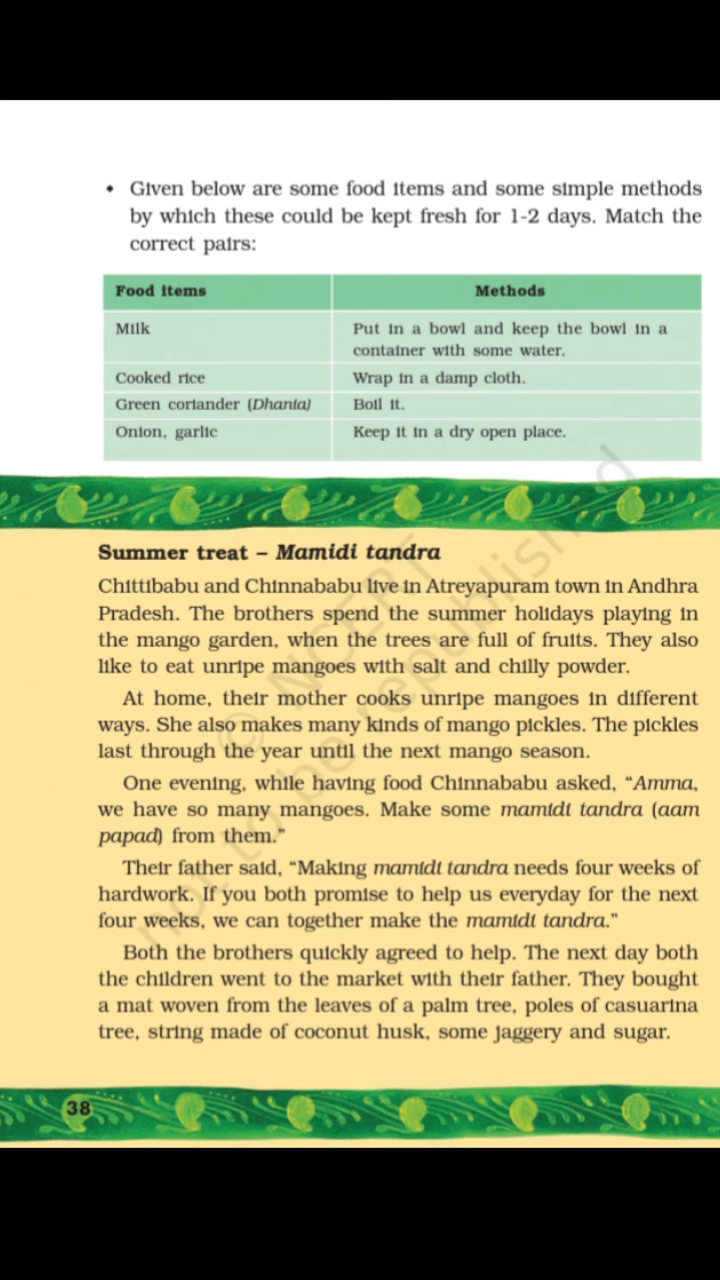 • Given below are some food items and some simple methods
by which these could be kept fresh for 1-2 days. Match the
correct pairs:
Food items Methods
Milk Put in a bowl and keep the bowl in a
container with some water.
Cooked rice Wrap in a damp cloth.
Green coriander (Dhania) Boil it.
Onion, garlic Keep it in a dry open place.
Summer treat – Mamidi tandra
Chittibabu and Chinnababu live in Atreyapuram town in Andhra
Pradesh. The brothers spend the summer holidays playing in
the mango garden, when the trees are full of fruits. They also
like to eat unripe mangoes with salt and chilly powder.
At home, their mother cooks unripe mangoes in different
ways. She also makes many kinds of mango pickles. The pickles
last through the year until the next mango season.
One evening, while having food Chinnababu asked, “Amma,
we have so many mangoes. Make some mamidi tandra (aam
papad) from them.”
Their father said, “Making mamidi tandra needs four weeks of
hardwork. If you both promise to help us everyday for the next
four weeks, we can together make the mamidi tandra.”
Both the brothers quickly agreed to help. The next day both
the children went to the market with their father. They bought
a mat woven from the leaves of a palm tree, poles of casuarina
tree, string made of coconut husk, some jaggery and sugar.
38
© NCERT
not to be republished